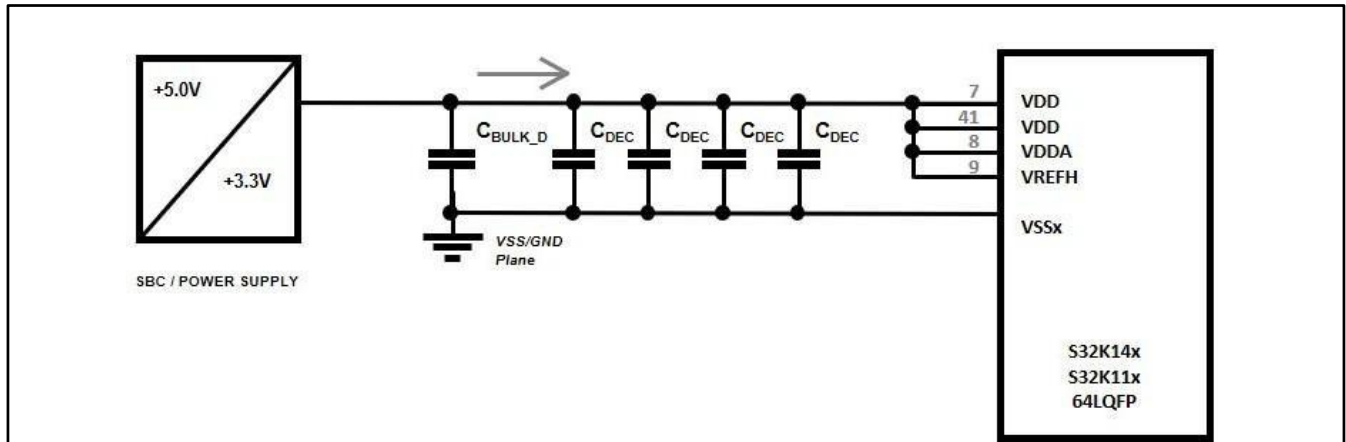 +5.0V
+3.3V
SBC / POWER SUPPLY
CBULK_D
CDEC
CDEC
CDEC
CDEC
VSS/GND
Plane
7
41
8
9
VDD
VDD
VDDA
VREFH
VSSx
S32K14x
S32K11x
64LQFP